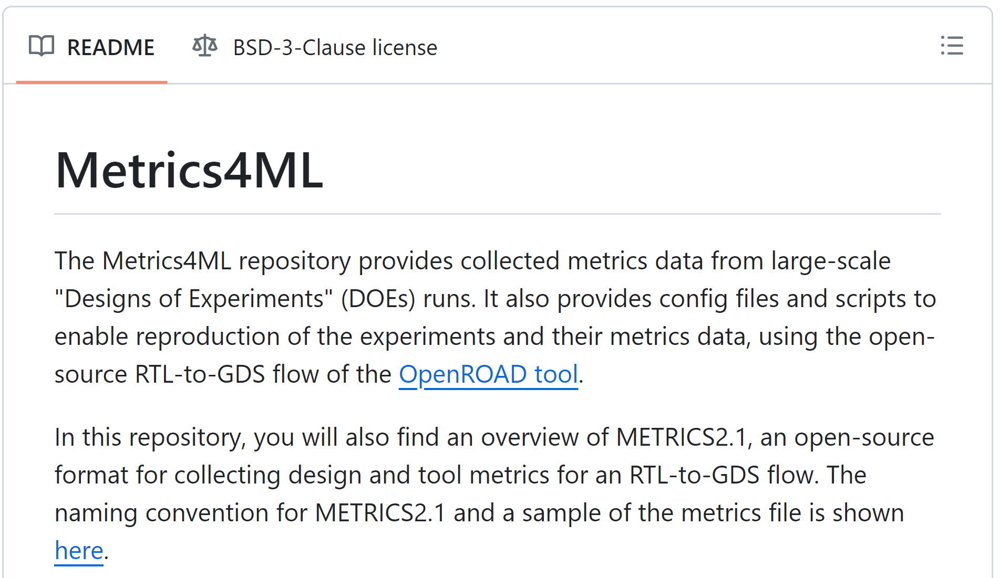 README
BSD-3-Clause license
Metrics4ML
The Metrics4ML repository provides collected metrics data from large-scale
"Designs of Experiments" (DOEs) runs. It also provides config files and scripts to
enable reproduction of the experiments and their metrics data, using the open-
source RTL-to-GDS flow of the OpenROAD tool.
In this repository, you will also find an overview of METRICS2.1, an open-source
format for collecting design and tool metrics for an RTL-to-GDS flow. The
naming convention for METRICS2.1 and a sample of the metrics file is shown
here.